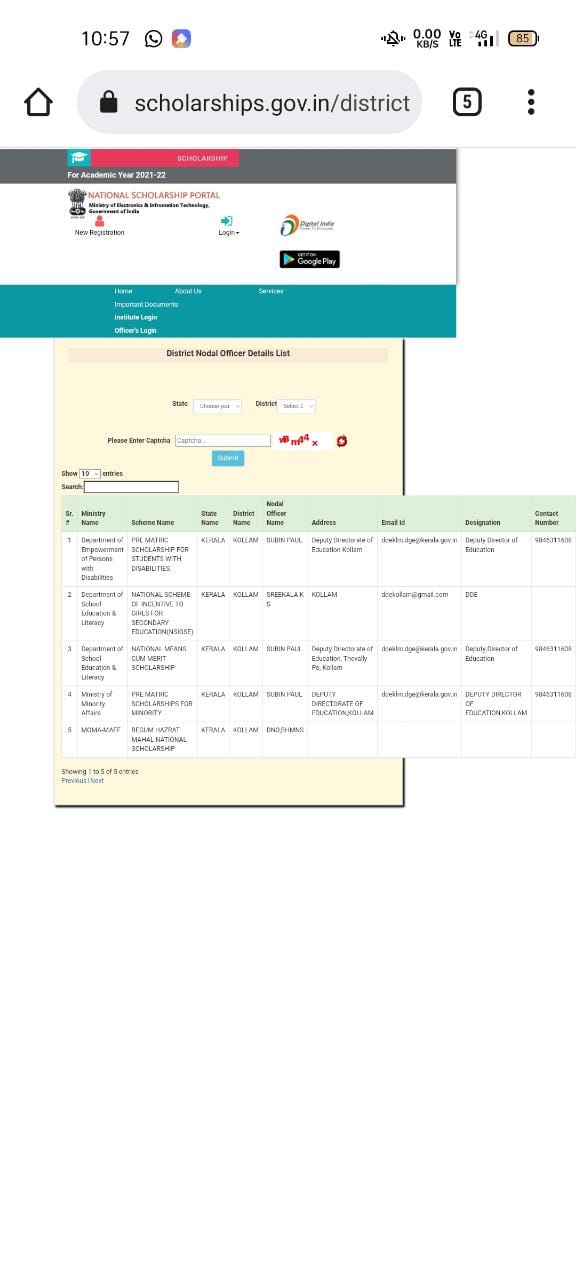 10:57
0.00 KB/S
Vo LTE
4G
85
scholarships.gov.in/district
5
SCHOLARSHIP
For Academic Year 2021-22
NATIONAL SCHOLARSHIP PORTAL
Ministry of Electronics & Infromation Technology,
Government of India
New Registration
Login
Digital India
Power To Empower
GET IT ON
Google Play
Home About Us Services
Important Documents
Institute Login
Officer's Login
District Nodal Officer Details List
State Choose you District Select
Please Enter Captcha Captcha...
Submit
Show 10 entries
Search:
Sr. # Ministry Name Scheme Name State Name District Name Nodal Officer Name Address Email Id Designation Contact Number
1 Department of Empowerment of Persons with Disabilities PRE MATRIC SCHOLARSHIP FOR STUDENTS WITH DISABILITIES KERALA KOLLAM SUBIN PAUL Deputy Directorate of Education Kollam ddeklm.dge@kerala.gov.in Deputy Director of Education 9846311608
2 Department of School Education & Literacy NATIONAL SCHEME OF INCENTIVE TO GIRLS FOR SECONDARY EDUCATION(NSIGSE) KERALA KOLLAM SREEKALA K S KOLLAM ddekollam@gmail.com DDE
3 Department of School Education & Literacy NATIONAL MEANS CUM MERIT SCHOLARSHIP KERALA KOLLAM SUBIN PAUL Deputy Directorate of Education, Thevally Po, Kollam ddeklm.dge@kerala.gov.in Deputy Director of Education 9846311608
4 Ministry of Minority Affairs PRE MATRIC SCHOLARSHIPS FOR MINORITY KERALA KOLLAM SUBIN PAUL DEPUTY DIRECTORATE OF EDUCATION,KOLLAM ddeklm.dge@kerala.gov.in DEPUTY DIRECTOR OF EDUCATION KOLLAM 9846311608
5 MOMA-MAEF BEGUM HAZRAT MAHAL NATIONAL SCHOLARSHIP KERALA KOLLAM DNO,BHMNS
Showing 1 to 5 of 5 entries
Previous1Next